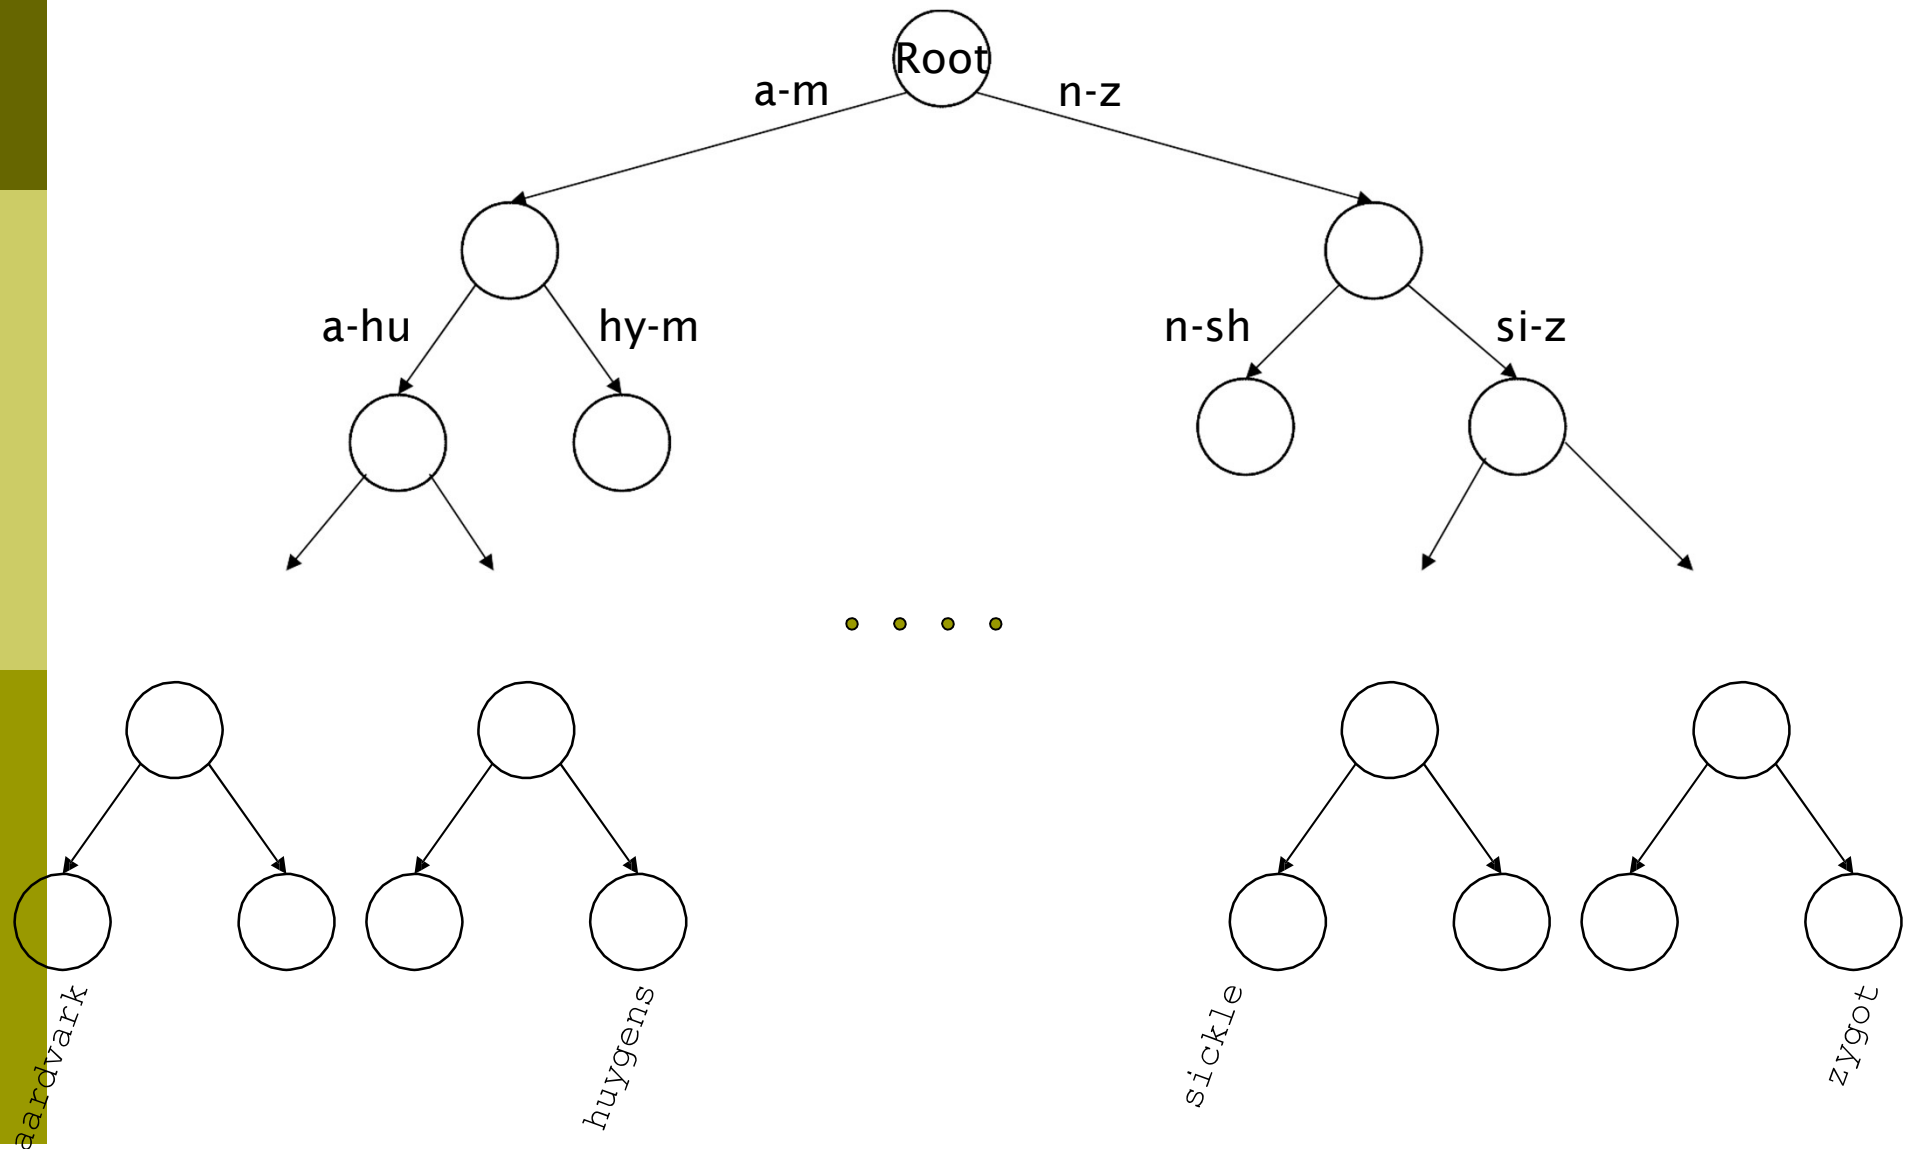 Root
a-m
n-z
a-hu
hy-m
n-sh
si-z
aardvark
huygens
sickle
zygot